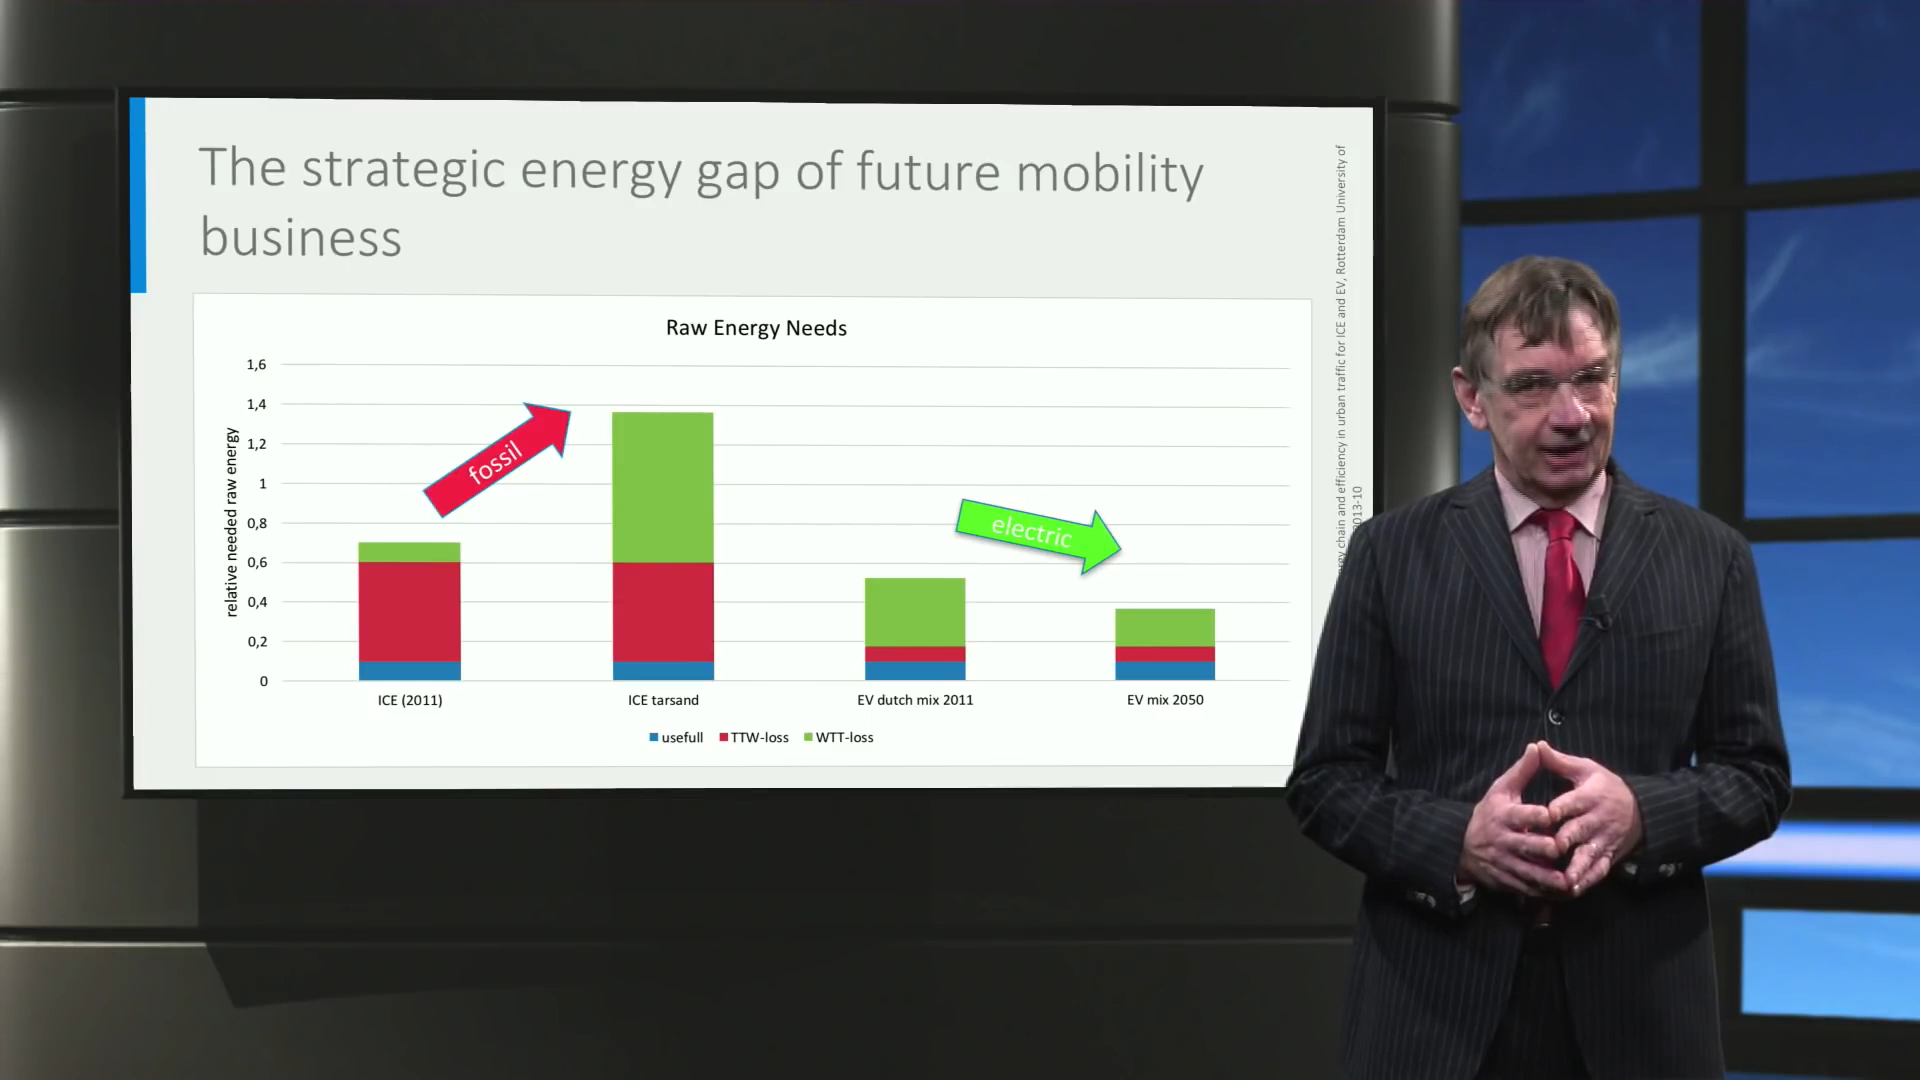 The strategic energy gap of future mobility
business
Raw Energy Needs
relative needed raw energy
1,6
1,4
1,2
1
0,8
0,6
0,4
0,2
0
fossil
electric
ICE (2011)
ICE tarsand
EV dutch mix 2011
EV mix 2050
usefull
TTW-loss
WTT-loss
chain and efficiency in urban traffic for ICE and EV, Rotterdam University of
2013-10